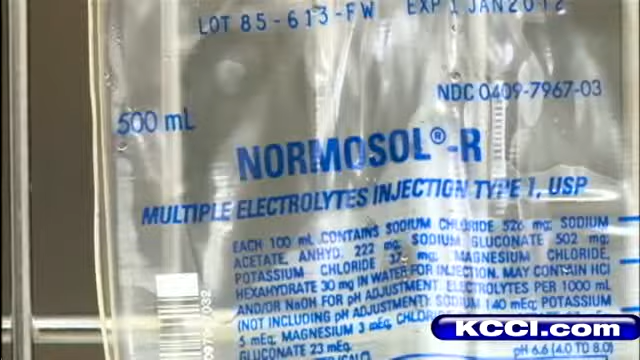 LOT 85-613-FW EXP 1 JAN2012
NDC 0409-7967-03
500 mL
NORMOSOL®-R
MULTIPLE ELECTROLYTES INJECTION TYPE 1, USP
EACH 100 mL CONTAINS SODIUM CHLORIDE 526 mg; SODIUM
ACETATE, ANHYD. 222 mg; SODIUM GLUCONATE 502 mg;
POTASSIUM CHLORIDE 37 mg; MAGNESIUM CHLORIDE,
HEXAHYDRATE 30 mg IN WATER FOR INJECTION. MAY CONTAIN HCl
AND/OR NaOH FOR pH ADJUSTMENT. ELECTROLYTES PER 1000 mL
(NOT INCLUDING pH ADJUSTMENT): SODIUM 140 mEq; POTASSIUM
5 mEq; MAGNESIUM 3 mEq;
GLUCONATE 23 mEq.
pH 6.6 (4.0 TO 8.0)
KCCI.com